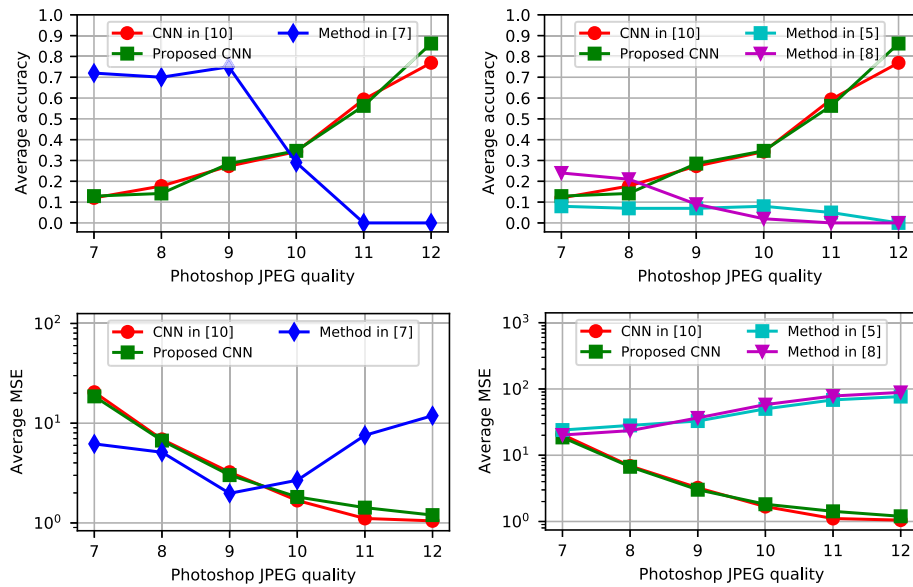 1.0
0.9
0.8
0.7
0.6
0.5
0.4
0.3
0.2
0.1
0.0
Average accuracy
CNN in [10]
Proposed CNN
Method in [7]
7 8 9 10 11 12
Photoshop JPEG quality
1.0
0.9
0.8
0.7
0.6
0.5
0.4
0.3
0.2
0.1
0.0
Average accuracy
CNN in [10]
Proposed CNN
Method in [5]
Method in [8]
7 8 9 10 11 12
Photoshop JPEG quality
10²
10¹
10⁰
Average MSE
CNN in [10]
Proposed CNN
Method in [7]
7 8 9 10 11 12
Photoshop JPEG quality
10³
10²
10¹
10⁰
Average MSE
CNN in [10]
Proposed CNN
Method in [5]
Method in [8]
7 8 9 10 11 12
Photoshop JPEG quality